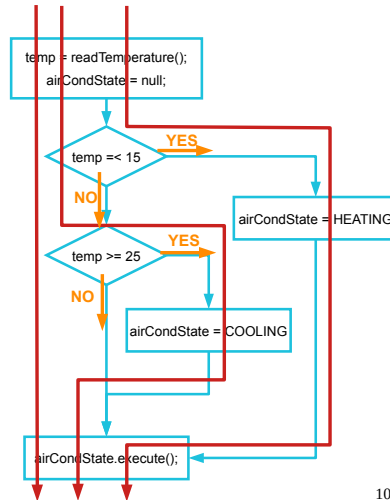 temp = readTemperature();
airCondState = null;
YES
temp =< 15
NO
airCondState = HEATING
YES
temp >= 25
NO
airCondState = COOLING
airCondState.execute();
10